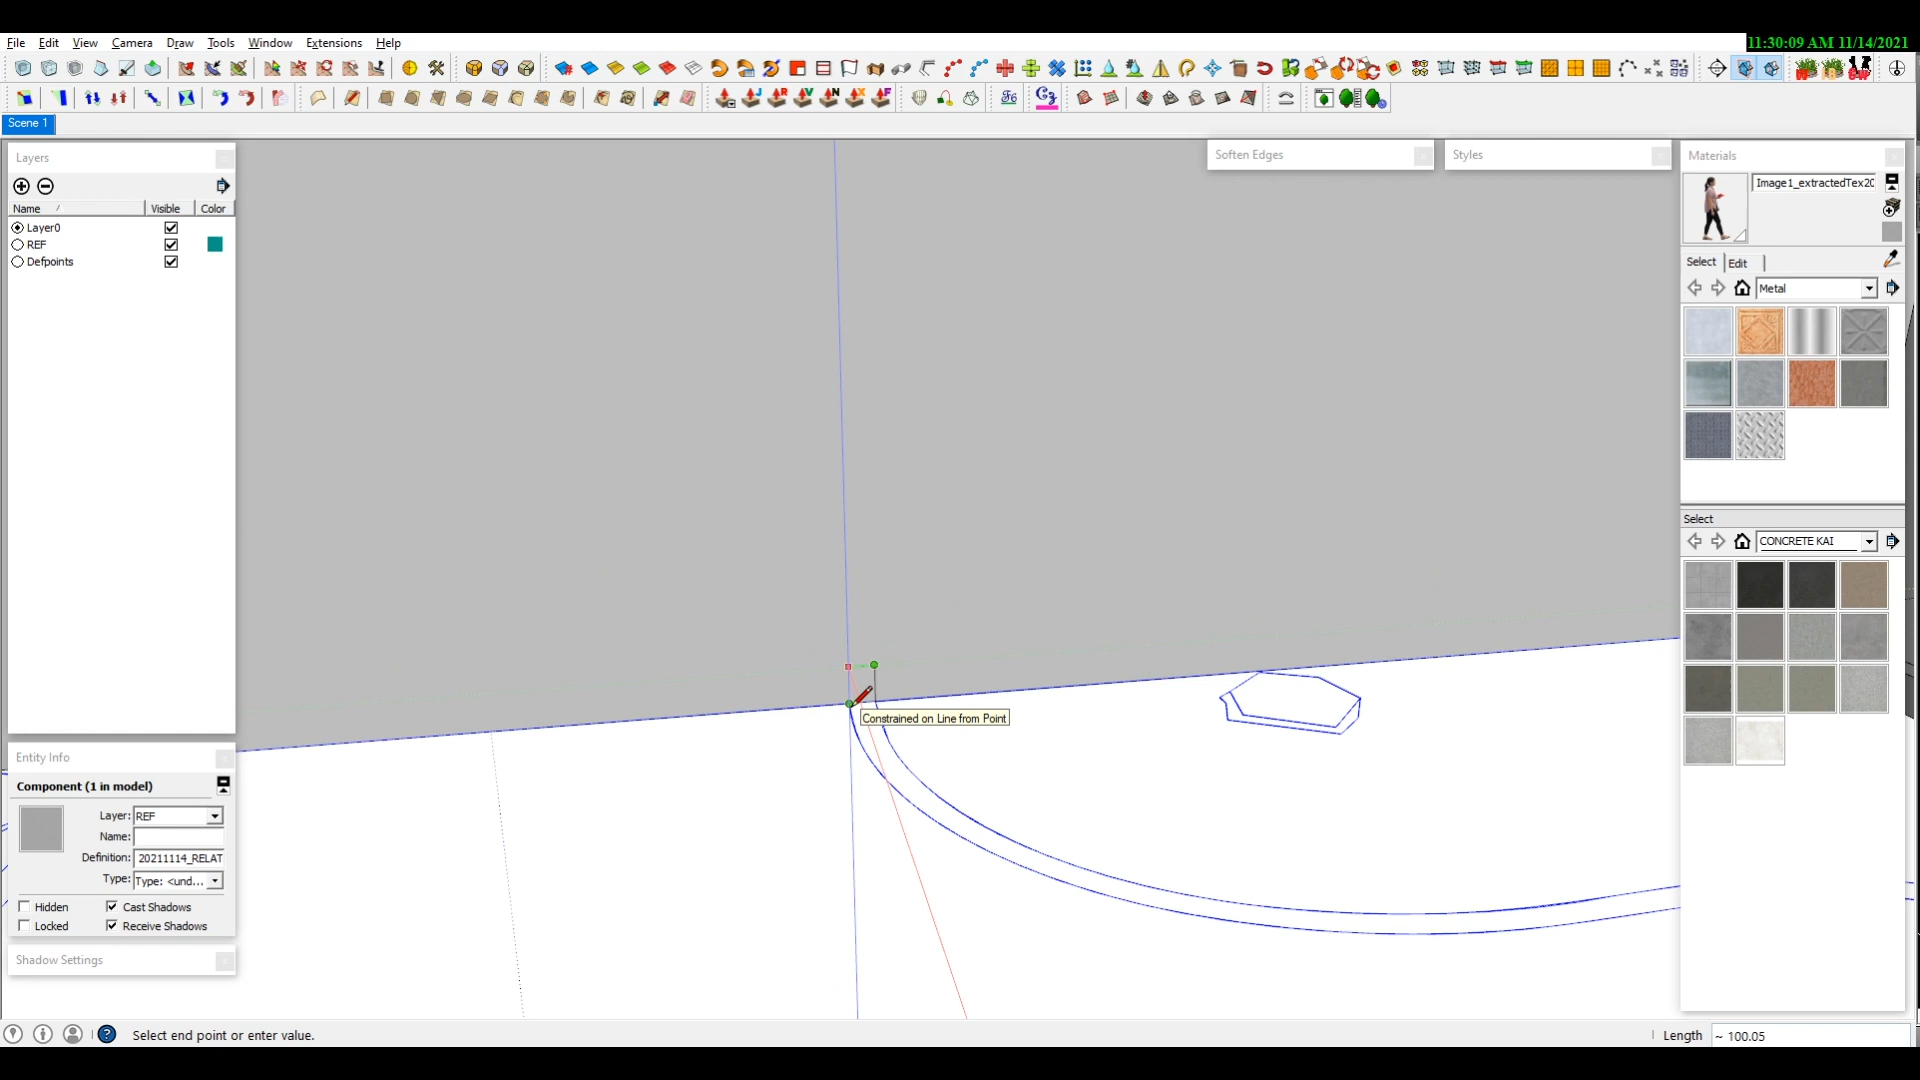 File Edit View Camera Draw Tools Window Extensions Help
11:30:09 AM 11/14/2021
Scene 1
Layers
Name Visible Color
Layer0
REF
Defpoints
Soften Edges
Styles
Materials
Image1_extractedTex20
Select Edit
Metal
Select
CONCRETE KAI
Constrained on Line from Point
Entity Info
Component (1 in model)
Layer: REF
Name:
Definition: 20211114_RELAT
Type: Type: <und...
Hidden Cast Shadows
Locked Receive Shadows
Shadow Settings
Select end point or enter value.
Length ~ 100.05